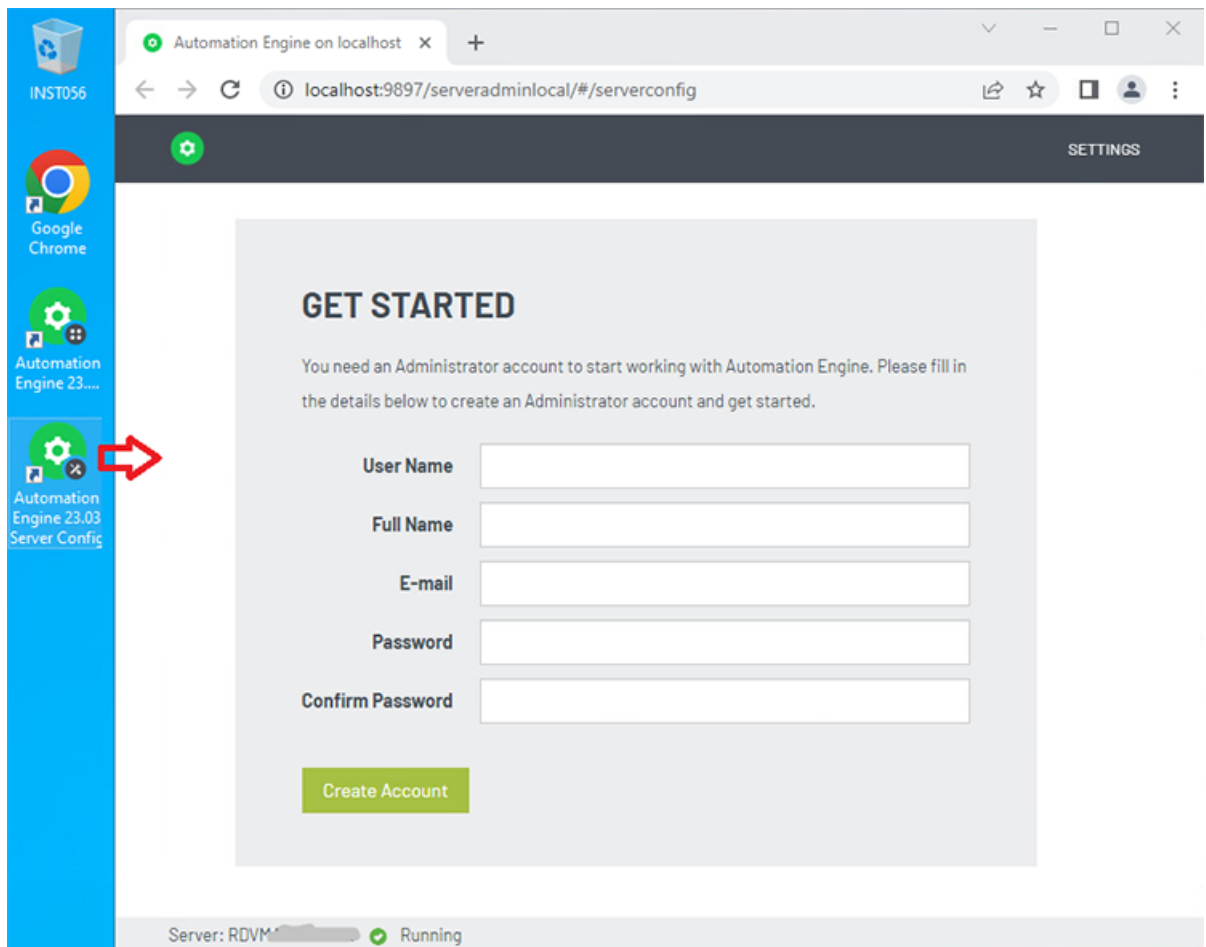 INST056
Google
Chrome
Automation
Engine 23....
Automation
Engine 23.03
Server Config
Automation Engine on localhost
localhost:9897/serveradminlocal/#/serverconfig
SETTINGS
GET STARTED
You need an Administrator account to start working with Automation Engine. Please fill in
the details below to create an Administrator account and get started.
User Name
Full Name
E-mail
Password
Confirm Password
Create Account
Server: RDVM
Running